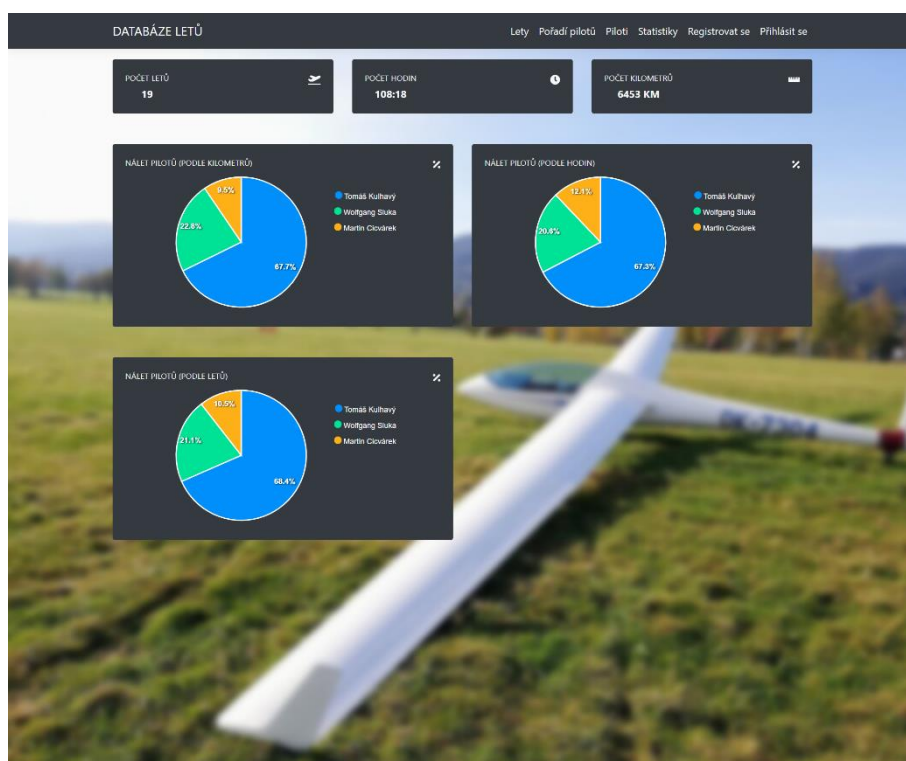 DATABÁZE LETŮ
Lety Pořadí pilotů Piloti Statistiky Registrovat se Přihlásit se
POČET LETŮ
19
POČET HODIN
108:18
POČET KILOMETRŮ
6453 KM
NÁLET PILOTŮ (PODLE KILOMETRŮ)
9.5%
22.8%
67.7%
Tomáš Kulhavý
Wolfgang Sluka
Martin Cicvárek
NÁLET PILOTŮ (PODLE HODIN)
12.1%
20.6%
67.3%
Tomáš Kulhavý
Wolfgang Sluka
Martin Cicvárek
NÁLET PILOTŮ (PODLE LETŮ)
10.5%
21.1%
68.4%
Tomáš Kulhavý
Wolfgang Sluka
Martin Cicvárek